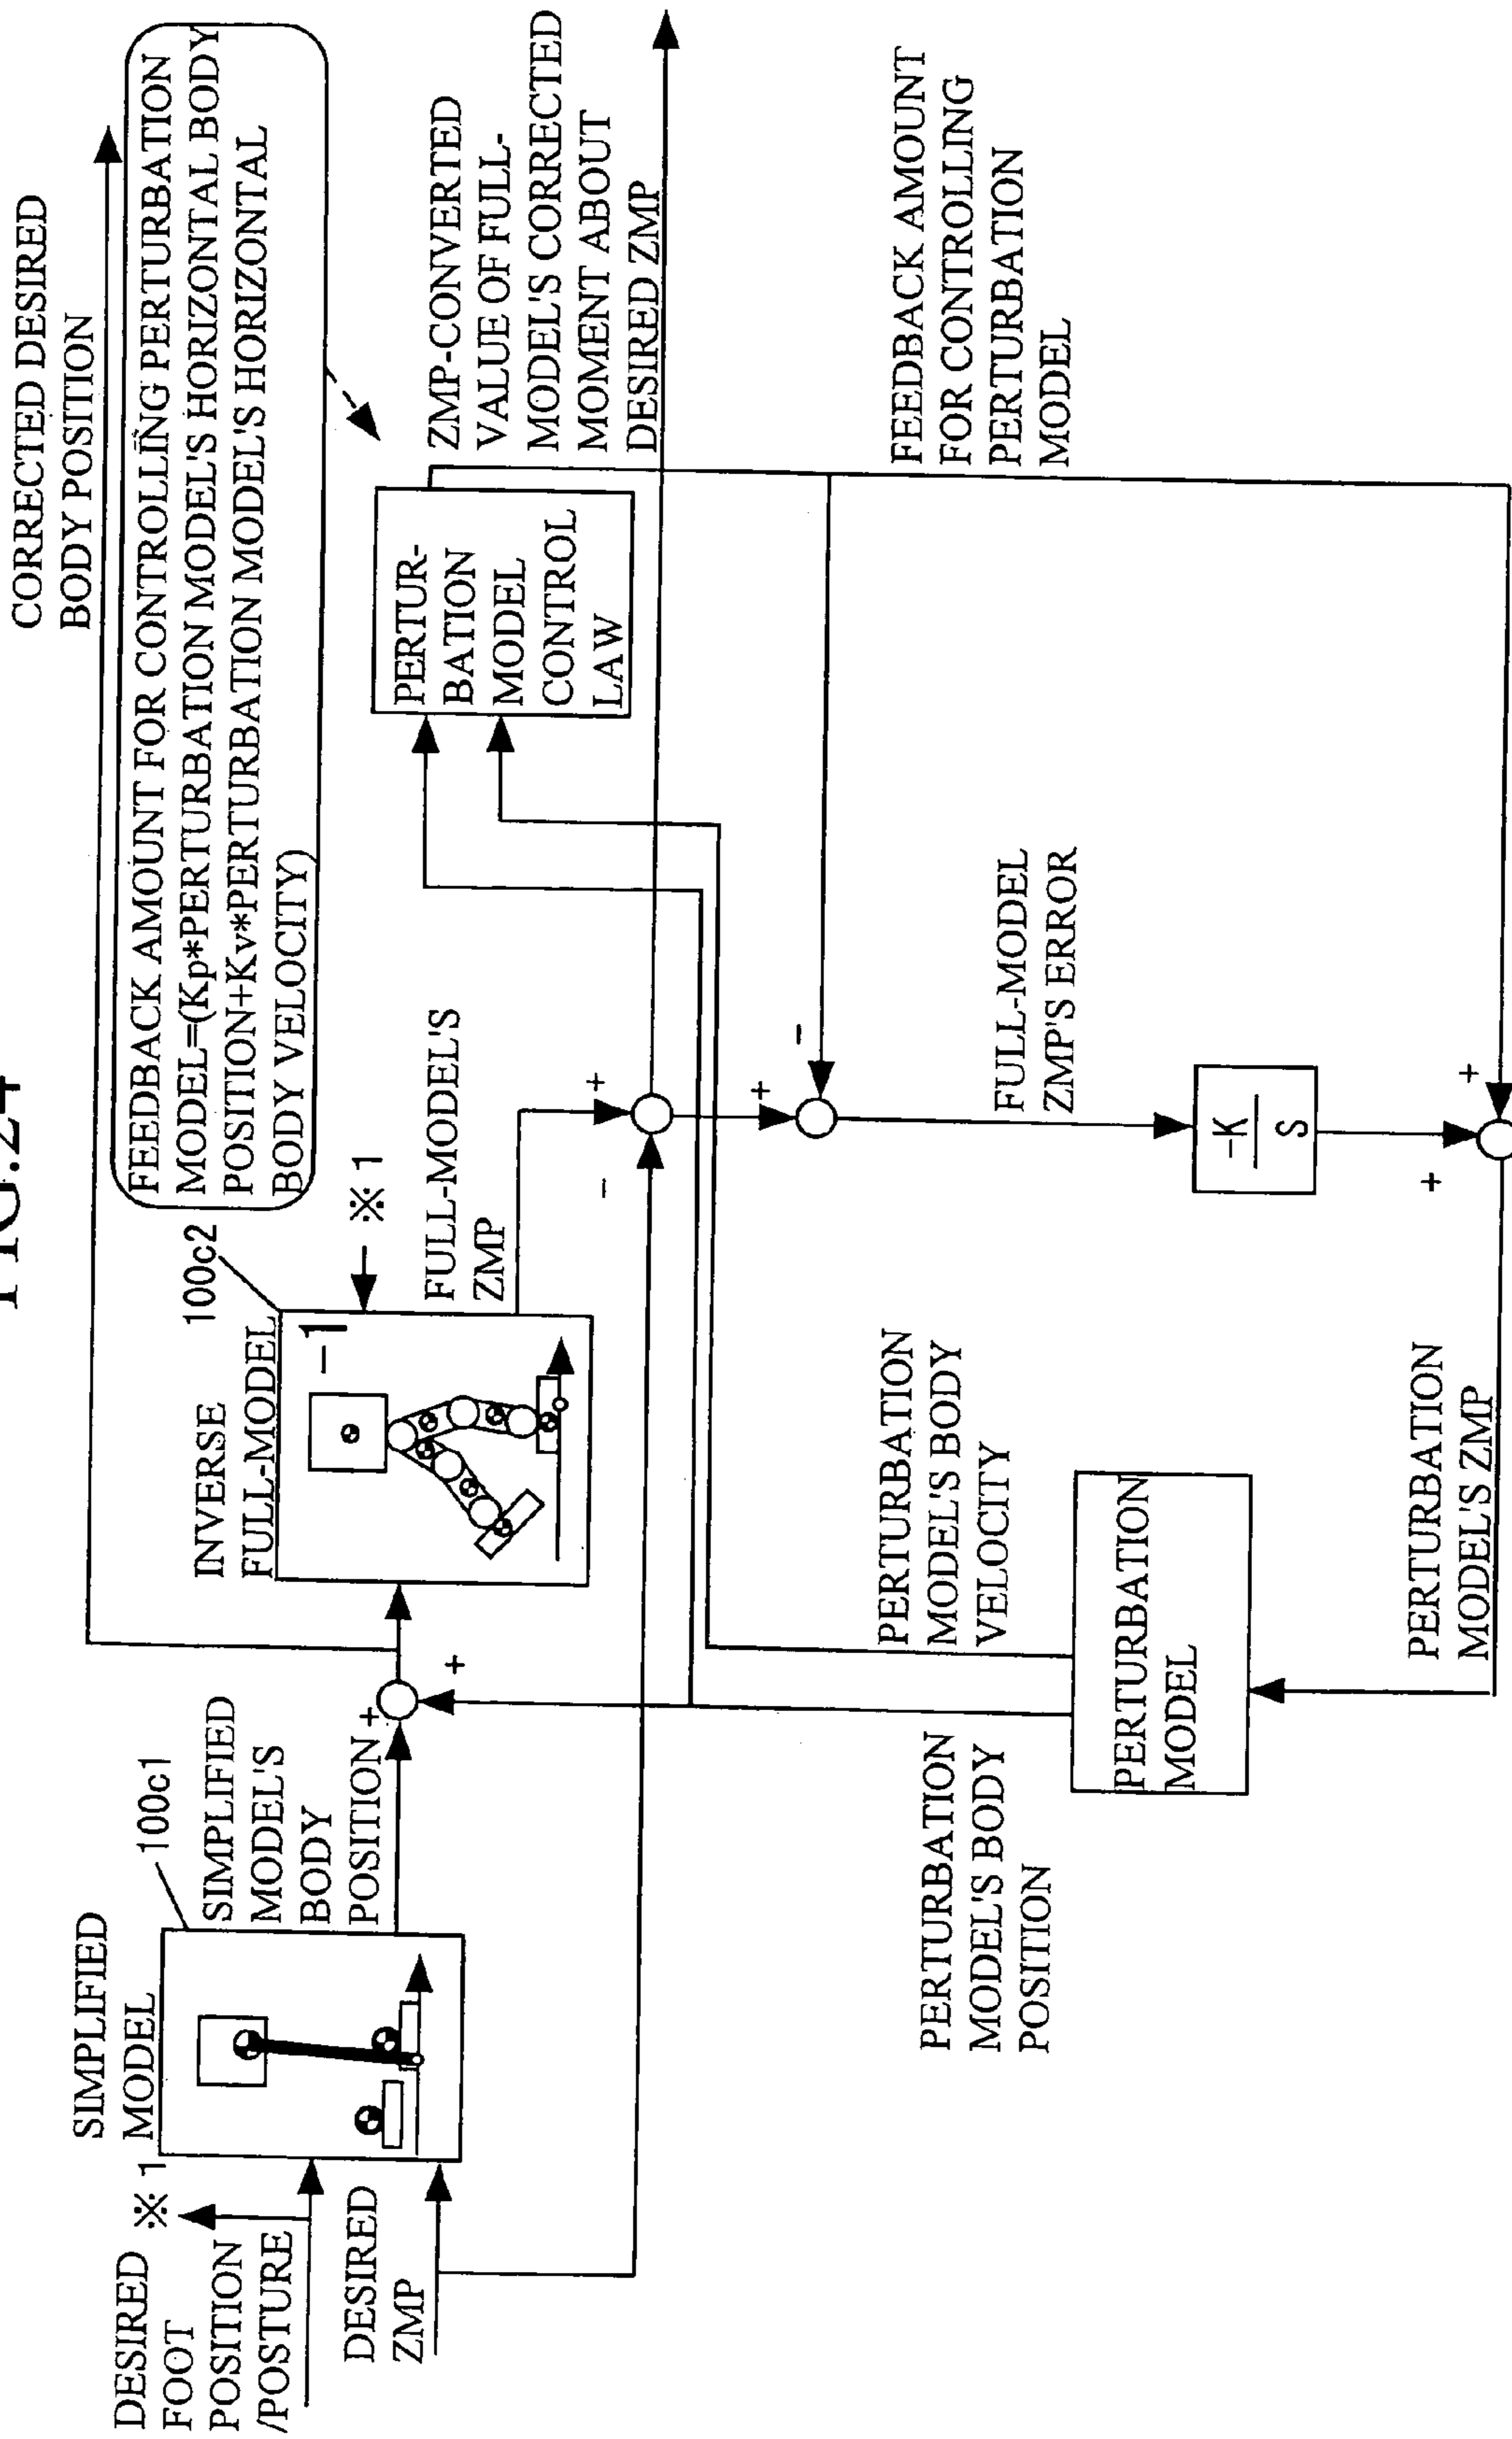 FIG.24
CORRECTED DESIRED
BODY POSITION
FEEDBACK AMOUNT FOR CONTROLLING PERTURBATION
MODEL=(Kp*PERTURBATION MODEL'S HORIZONTAL BODY
POSITION+Kv*PERTURBATION MODEL'S HORIZONTAL
BODY VELOCITY)
SIMPLIFIED
MODEL
100c1
DESIRED
FOOT
POSITION
/POSTURE
※1
DESIRED
ZMP
SIMPLIFIED
MODEL'S
BODY
POSITION
+
+
INVERSE
FULL-MODEL
100c2
-1
※1
FULL-MODEL'S
ZMP
+
-
PERTUR-
BATION
MODEL
CONTROL
LAW
ZMP-CONVERTED
VALUE OF FULL-
MODEL'S CORRECTED
MOMENT ABOUT
DESIRED ZMP
+
-
FEEDBACK AMOUNT
FOR CONTROLLING
PERTURBATION
MODEL
FULL-MODEL
ZMP'S ERROR
-K
S
+
+
PERTURBATION
MODEL'S BODY
VELOCITY
PERTURBATION
MODEL'S BODY
POSITION
PERTURBATION
MODEL
PERTURBATION
MODEL'S ZMP